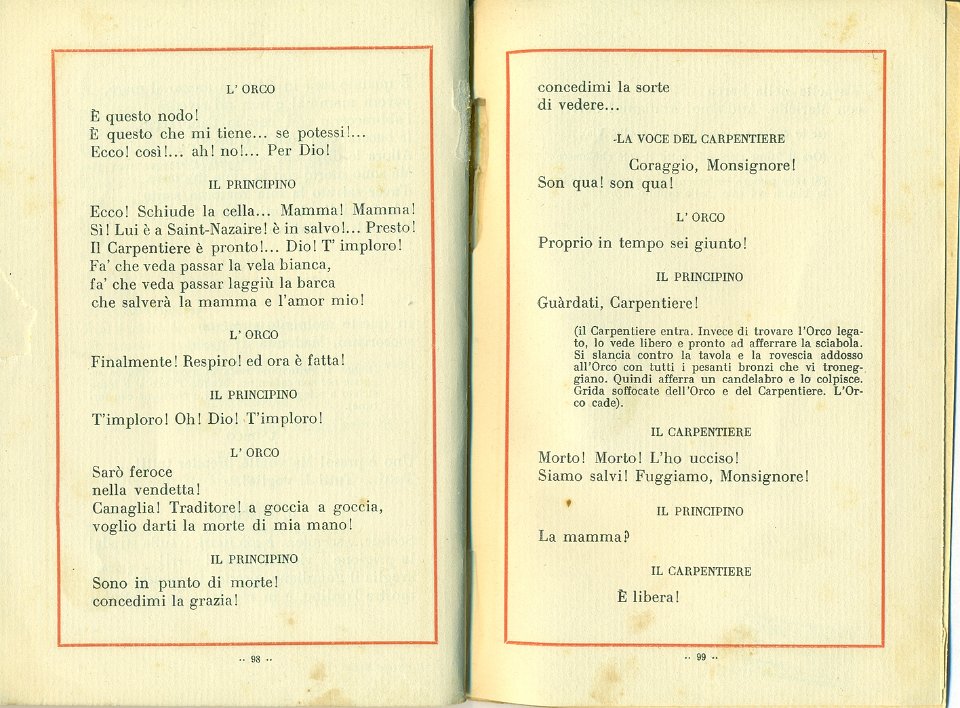 L' ORCO
È questo nodo!
È questo che mi tiene... se potessi!...
Ecco! così!... ah! no!... Per Dio!
IL PRINCIPINO
Ecco! Schiude la cella... Mamma! Mamma!
Sì! Lui è a Saint-Nazaire! è in salvo!... Presto!
Il Carpentiere è pronto!... Dio! T' imploro!
Fa' che veda passar la vela bianca,
fa' che veda passar laggiù la barca
che salverà la mamma e l'amor mio!
L' ORCO
Finalmente! Respiro! ed ora è fatta!
IL PRINCIPINO
T'imploro! Oh! Dio! T'imploro!
L' ORCO
Sarò feroce
nella vendetta!
Canaglia! Traditore! a goccia a goccia,
voglio darti la morte di mia mano!
IL PRINCIPINO
Sono in punto di morte!
concedimi la grazia!
·· 98 ··
concedimi la sorte
di vedere...
-LA VOCE DEL CARPENTIERE
Coraggio, Monsignore!
Son qua! son qua!
L' ORCO
Proprio in tempo sei giunto!
IL PRINCIPINO
Guàrdati, Carpentiere!
(il Carpentiere entra. Invece di trovare l'Orco lega-
to, lo vede libero e pronto ad afferrare la sciabola.
Si slancia contro la tavola e la rovescia addosso
all'Orco con tutti i pesanti bronzi che vi troneg-
giano. Quindi afferra un candelabro e lo colpisce.
Grida soffocate dell'Orco e del Carpentiere. L'Or-
co cade).
IL CARPENTIERE
Morto! Morto! L'ho ucciso!
Siamo salvi! Fuggiamo, Monsignore!
IL PRINCIPINO
La mamma?
IL CARPENTIERE
È libera!
·· 99 ··